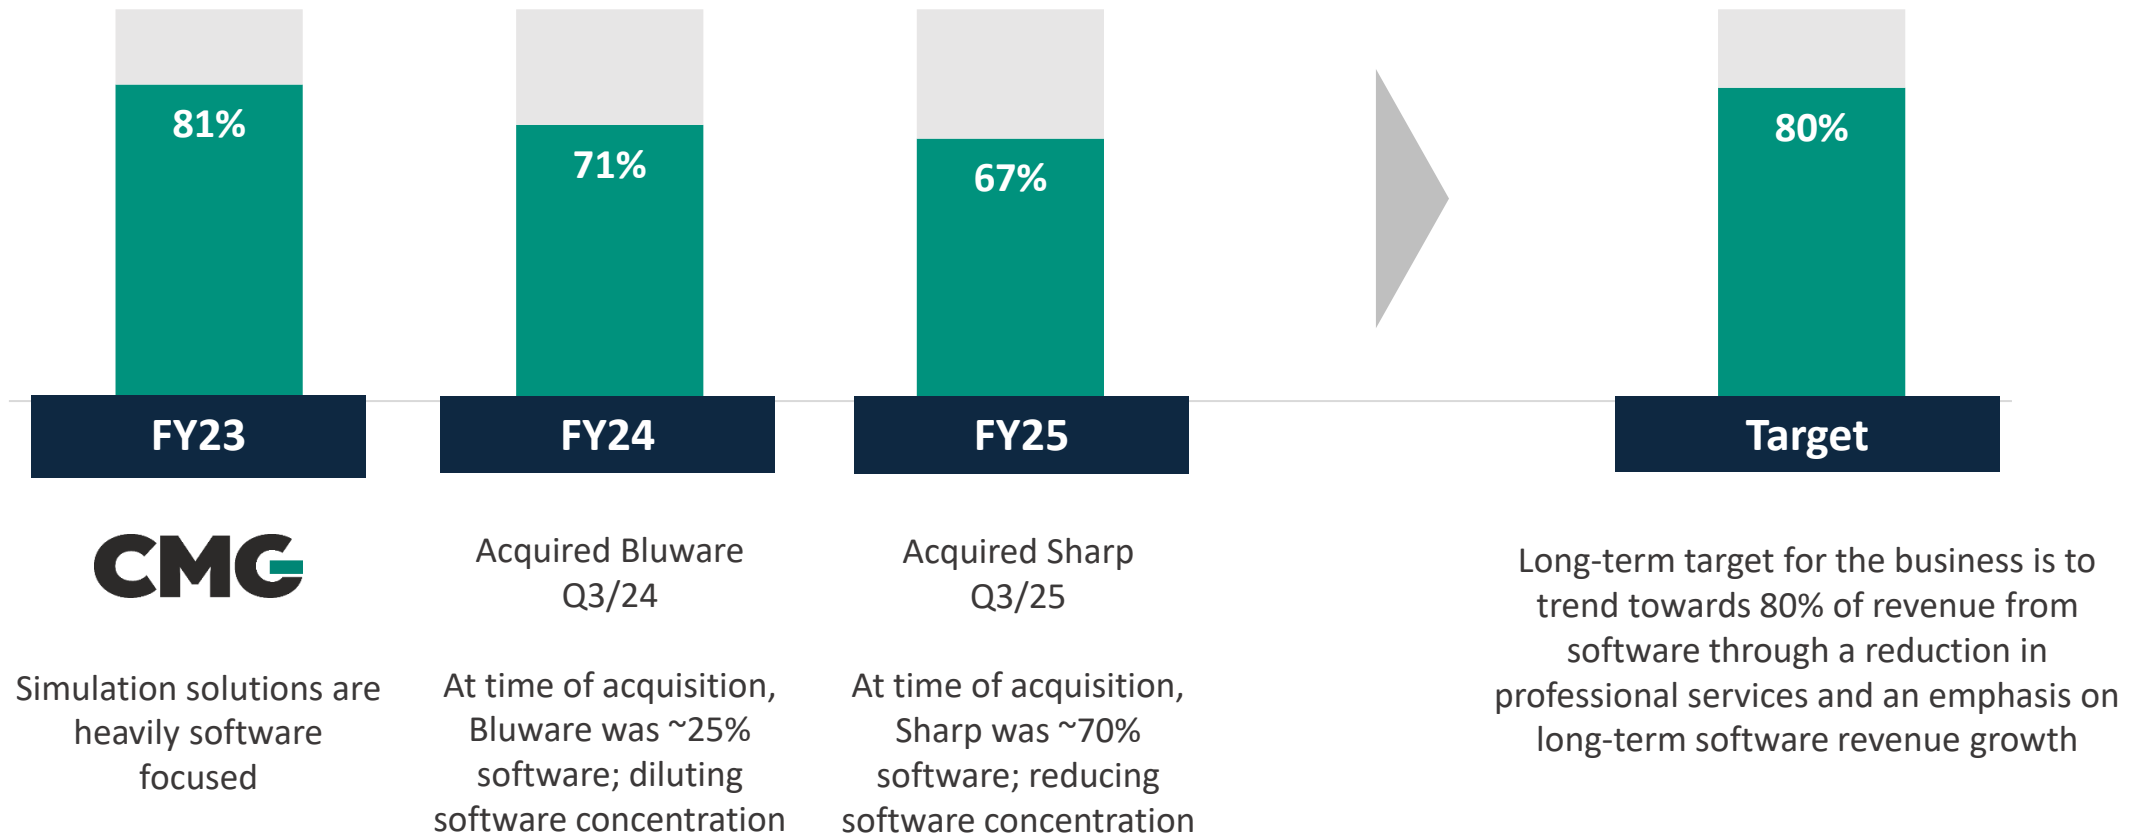 81%
71%
67%
80%
FY23
FY24
FY25
Target
CMG
Simulation solutions are
heavily software
focused
Acquired Bluware
Q3/24
At time of acquisition,
Bluware was ~25%
software; diluting
software concentration
Acquired Sharp
Q3/25
At time of acquisition,
Sharp was ~70%
software; reducing
software concentration
Long-term target for the business is to
trend towards 80% of revenue from
software through a reduction in
professional services and an emphasis on
long-term software revenue growth